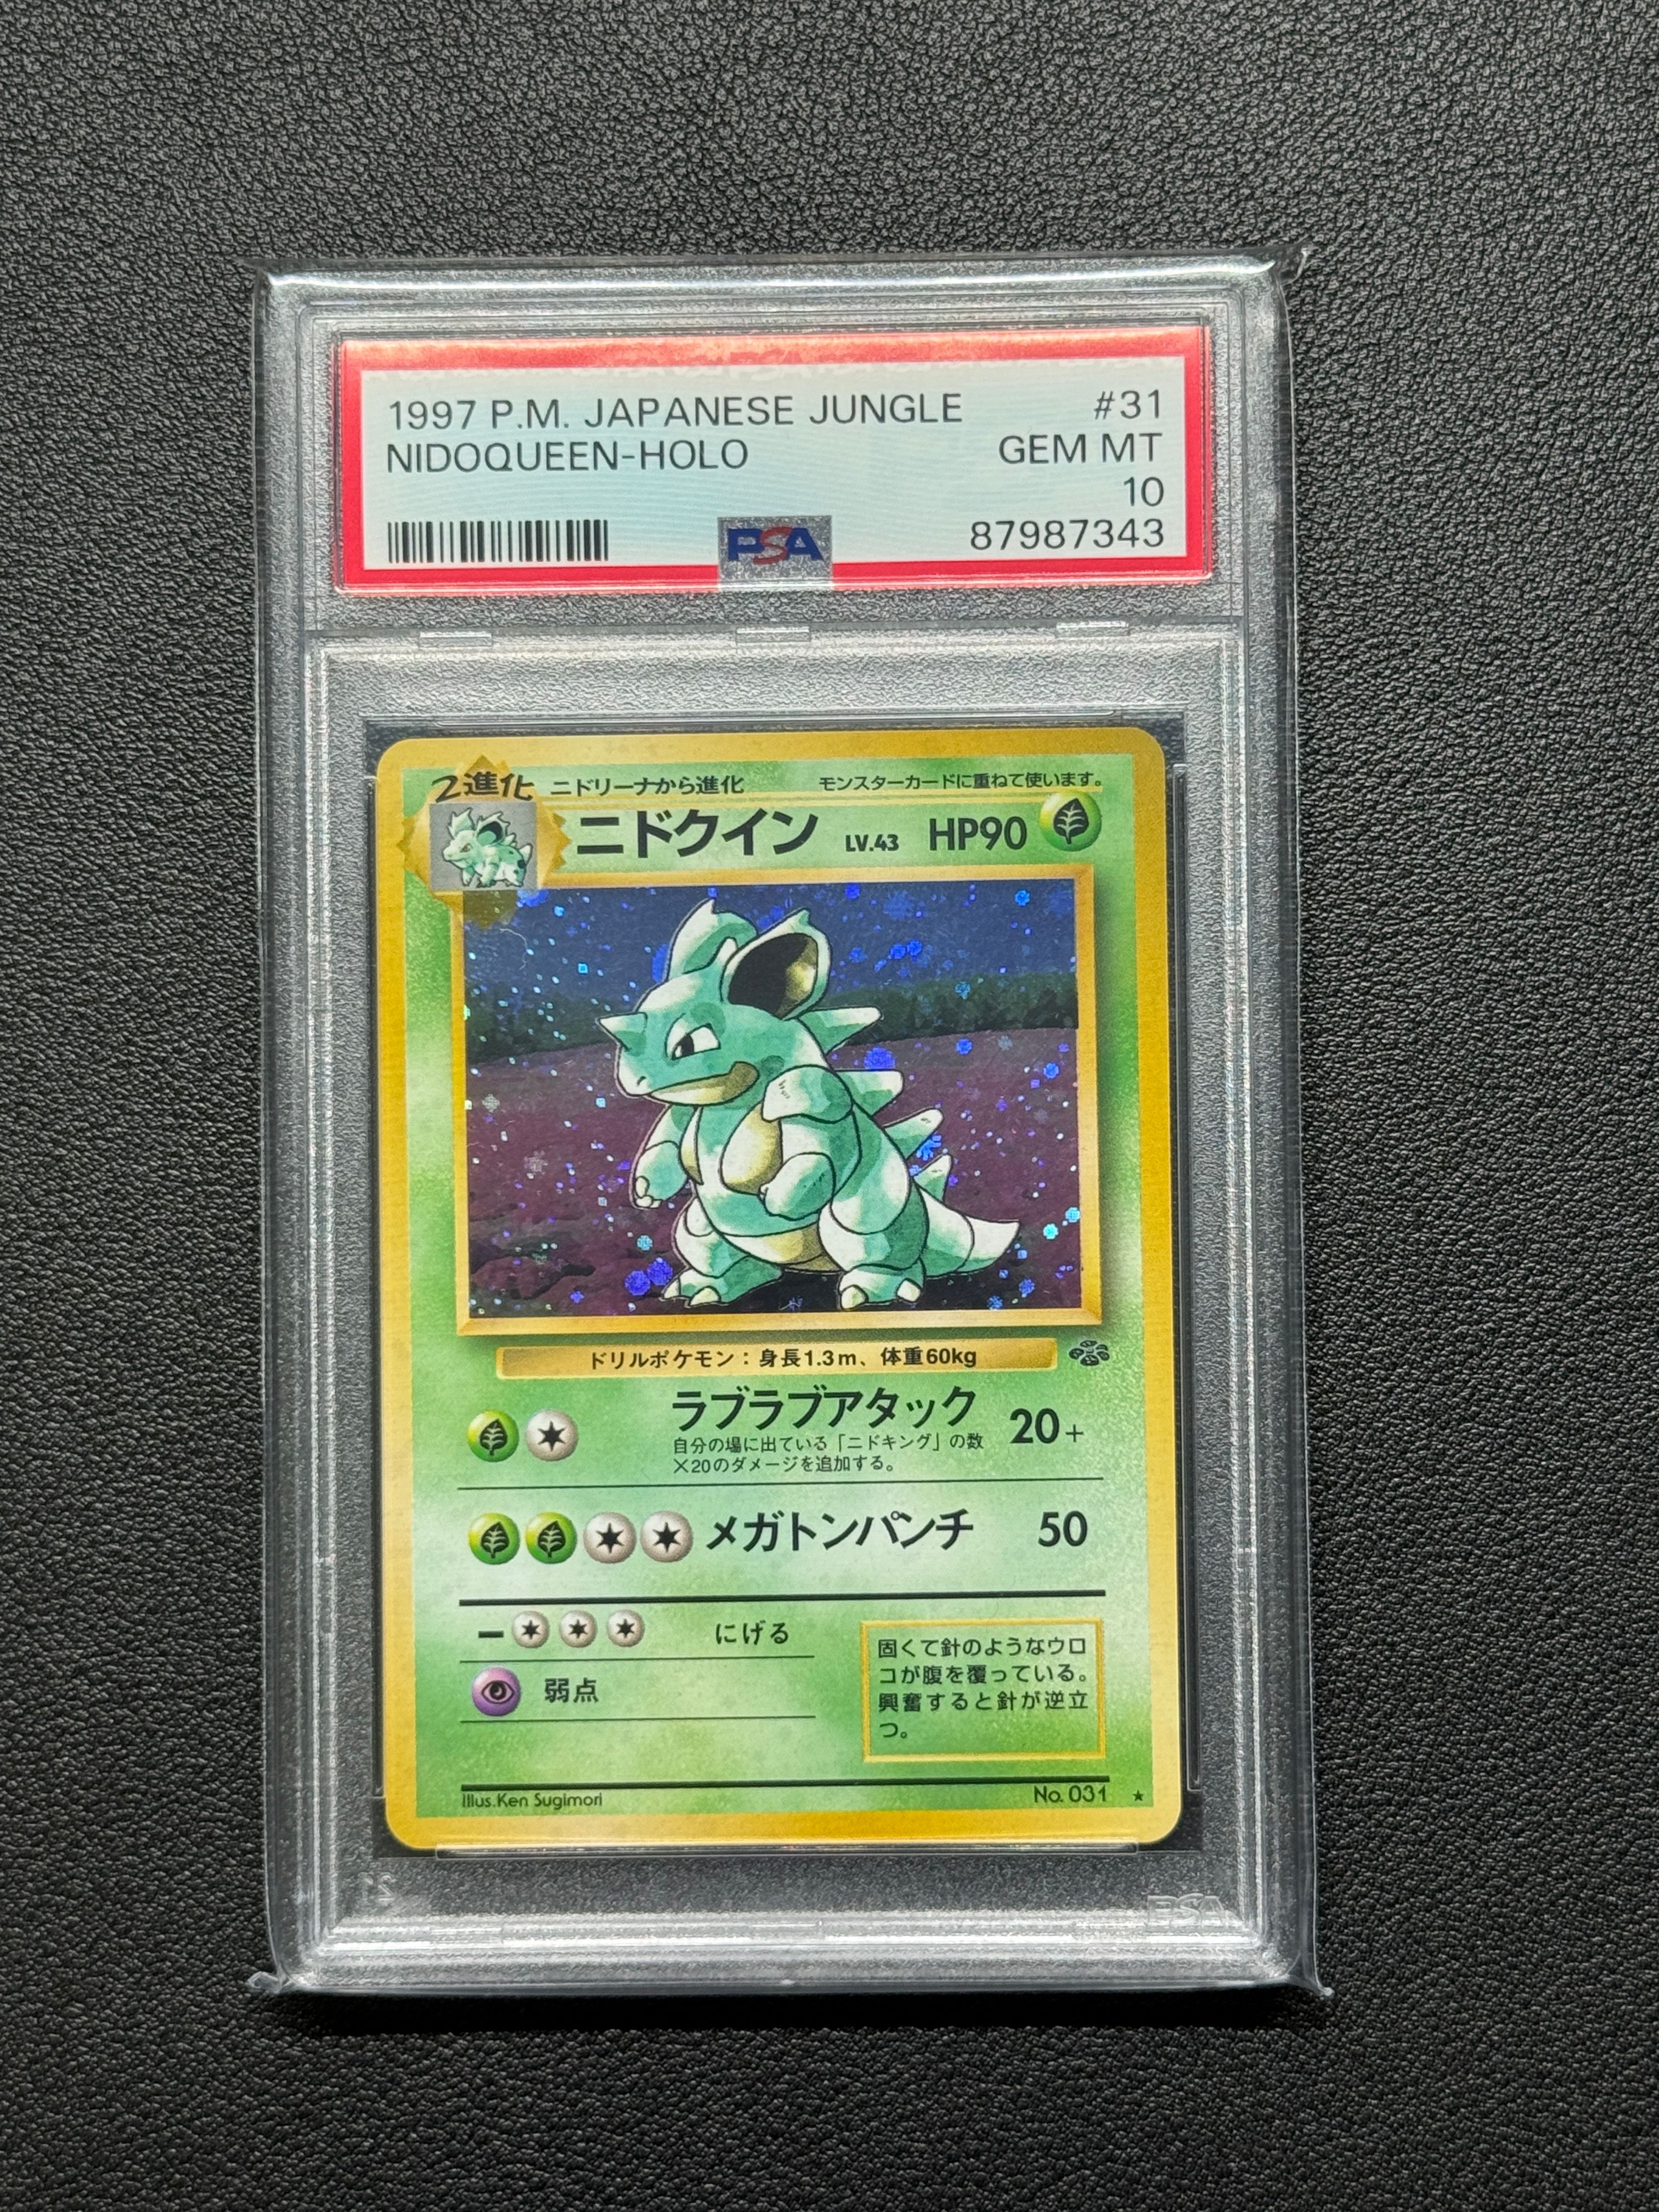 1997 P.M. JAPANESE JUNGLE #31
NIDOQUEEN-HOLO GEM MT
10
PSA 87987343
2進化 ニドリーナから進化 モンスターカードに重ねて使います。
ニドクイン LV.43 HP90
ドリルポケモン：身長1.3m、体重60kg
ラブラブアタック 20+
自分の場に出ている「ニドキング」の数
×20のダメージを追加する。
メガトンパンチ 50
にげる
弱点
固くて針のようなウロ
コが腹を覆っている。
興奮すると針が逆立
つ。
Illus.Ken Sugimori No. 031 ★
PSA